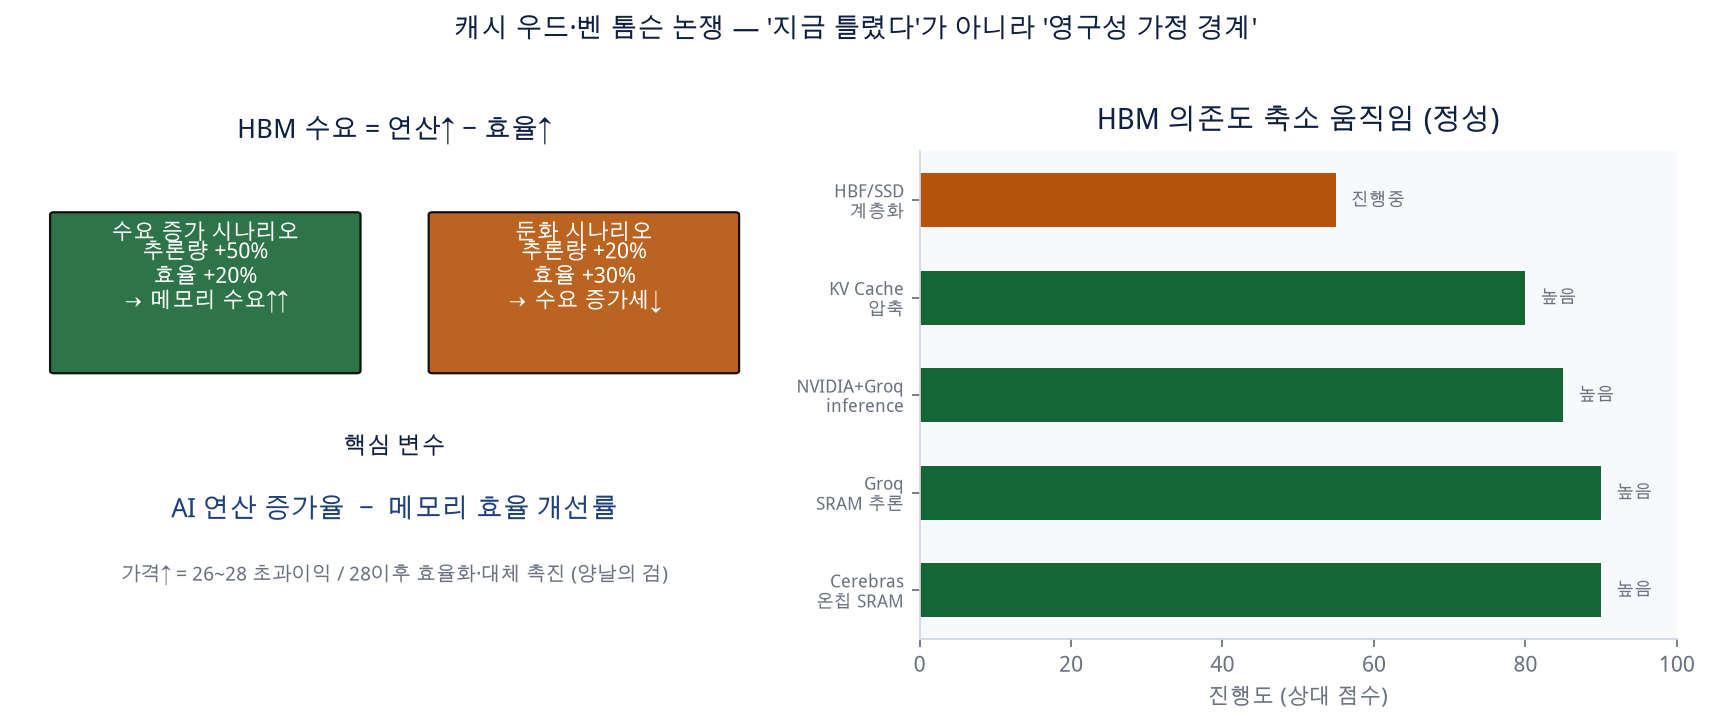 캐시 우드·벤 톰슨 논쟁 — '지금 틀렸다'가 아니라 '영구성 가정 경계'
HBM 수요 = 연산↑ − 효율↑
수요 증가 시나리오
추론량 +50%
효율 +20%
→ 메모리 수요↑↑
둔화 시나리오
추론량 +20%
효율 +30%
→ 수요 증가세↓
핵심 변수
AI 연산 증가율 − 메모리 효율 개선률
가격↑ = 26~28 초과이익 / 28이후 효율화·대체 촉진 (양날의 검)
HBM 의존도 축소 움직임 (정성)
HBF/SSD
계층화
진행중
KV Cache
압축
높음
NVIDIA+Groq
inference
높음
Groq
SRAM 추론
높음
Cerebras
온칩 SRAM
높음
0 20 40 60 80 100
진행도 (상대 점수)